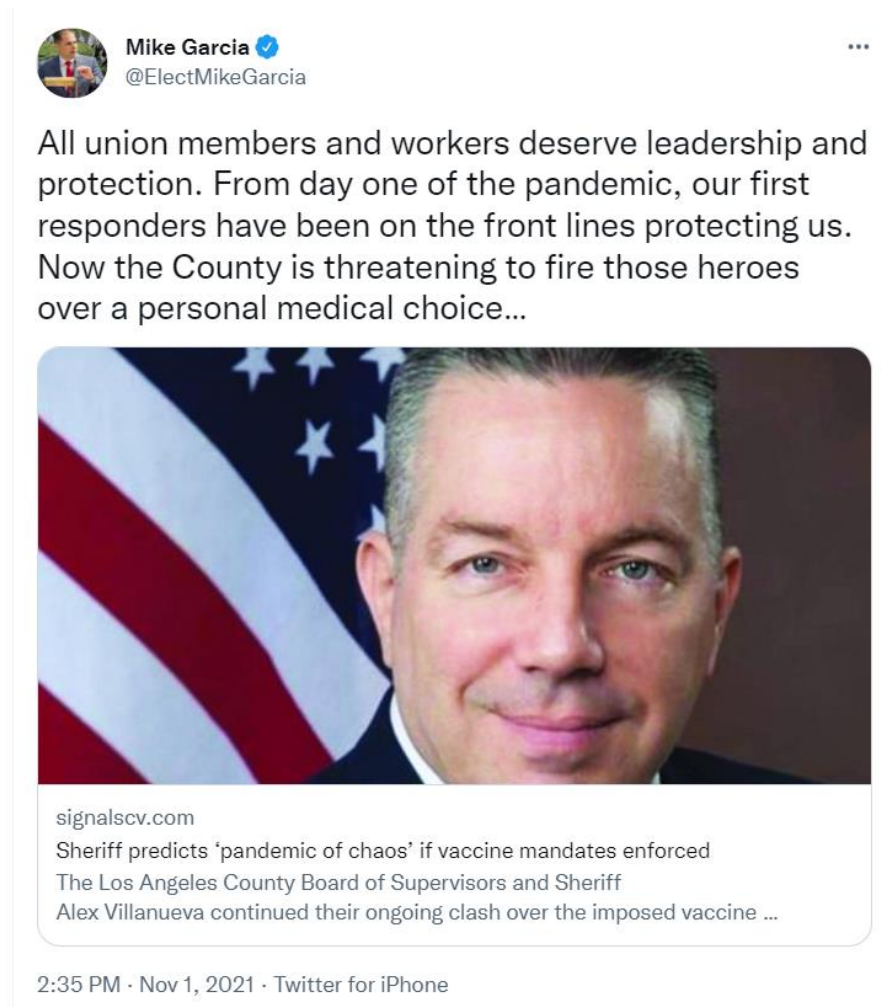 Mike Garcia
@ElectMikeGarcia
All union members and workers deserve leadership and
protection. From day one of the pandemic, our first
responders have been on the front lines protecting us.
Now the County is threatening to fire those heroes
over a personal medical choice...
signalscv.com
Sheriff predicts ‘pandemic of chaos’ if vaccine mandates enforced
The Los Angeles County Board of Supervisors and Sheriff
Alex Villanueva continued their ongoing clash over the imposed vaccine ...
2:35 PM · Nov 1, 2021 · Twitter for iPhone